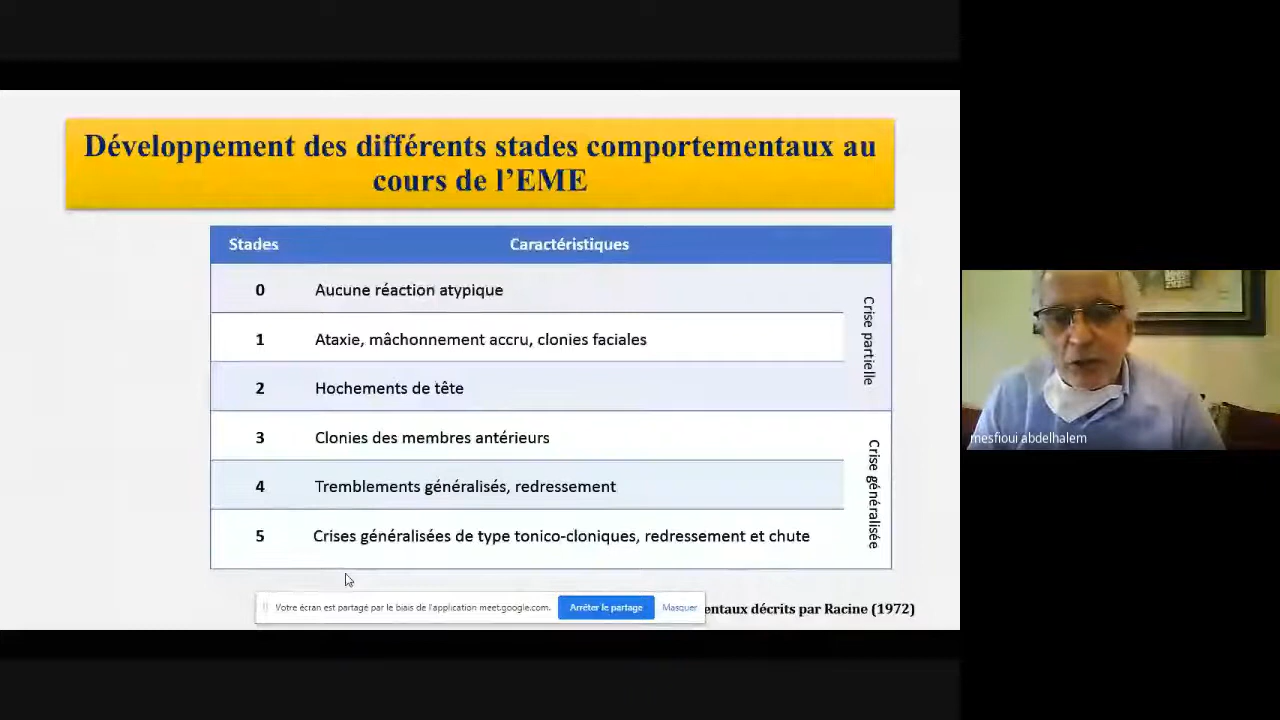 Développement des différents stades comportementaux au
cours de l’EME
Stades Caractéristiques
0 Aucune réaction atypique
1 Ataxie, mâchonnement accru, clonies faciales
2 Hochements de tête
Crise partielle
3 Clonies des membres antérieurs
4 Tremblements généralisés, redressement
5 Crises généralisées de type tonico-cloniques, redressement et chute
Crise généralisée
Votre écran est partagé par le biais de l'application meet.google.com.
Arrêter le partage
Masquer
entaux décrits par Racine (1972)
mesfioui abdelhalem